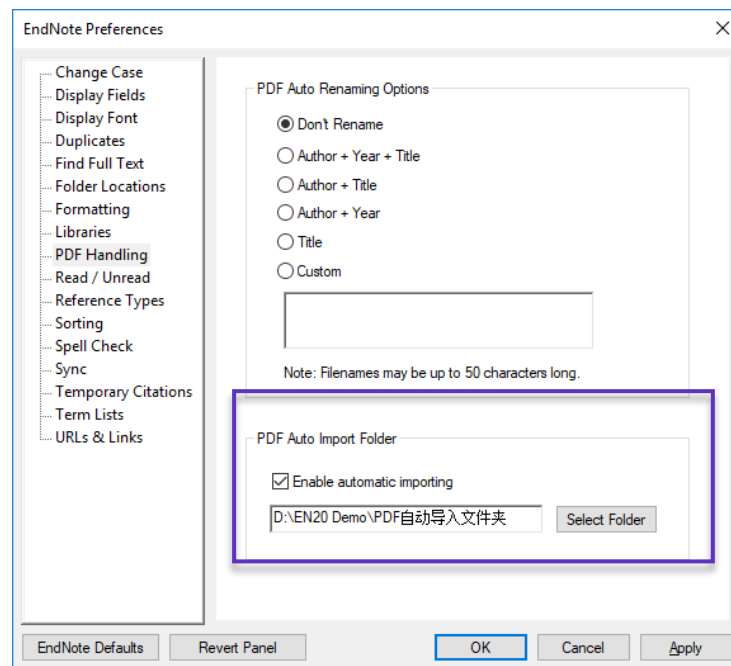 EndNote Preferences
Change Case
Display Fields
Display Font
Duplicates
Find Full Text
Folder Locations
Formatting
Libraries
PDF Handling
Read / Unread
Reference Types
Sorting
Spell Check
Sync
Temporary Citations
Term Lists
URLs & Links
PDF Auto Renaming Options
Don't Rename
Author + Year + Title
Author + Title
Author + Year
Title
Custom
Note: Filenames may be up to 50 characters long.
PDF Auto Import Folder
Enable automatic importing
D:\EN20 Demo\PDF自动导入文件夹
Select Folder
EndNote Defaults
Revert Panel
OK
Cancel
Apply